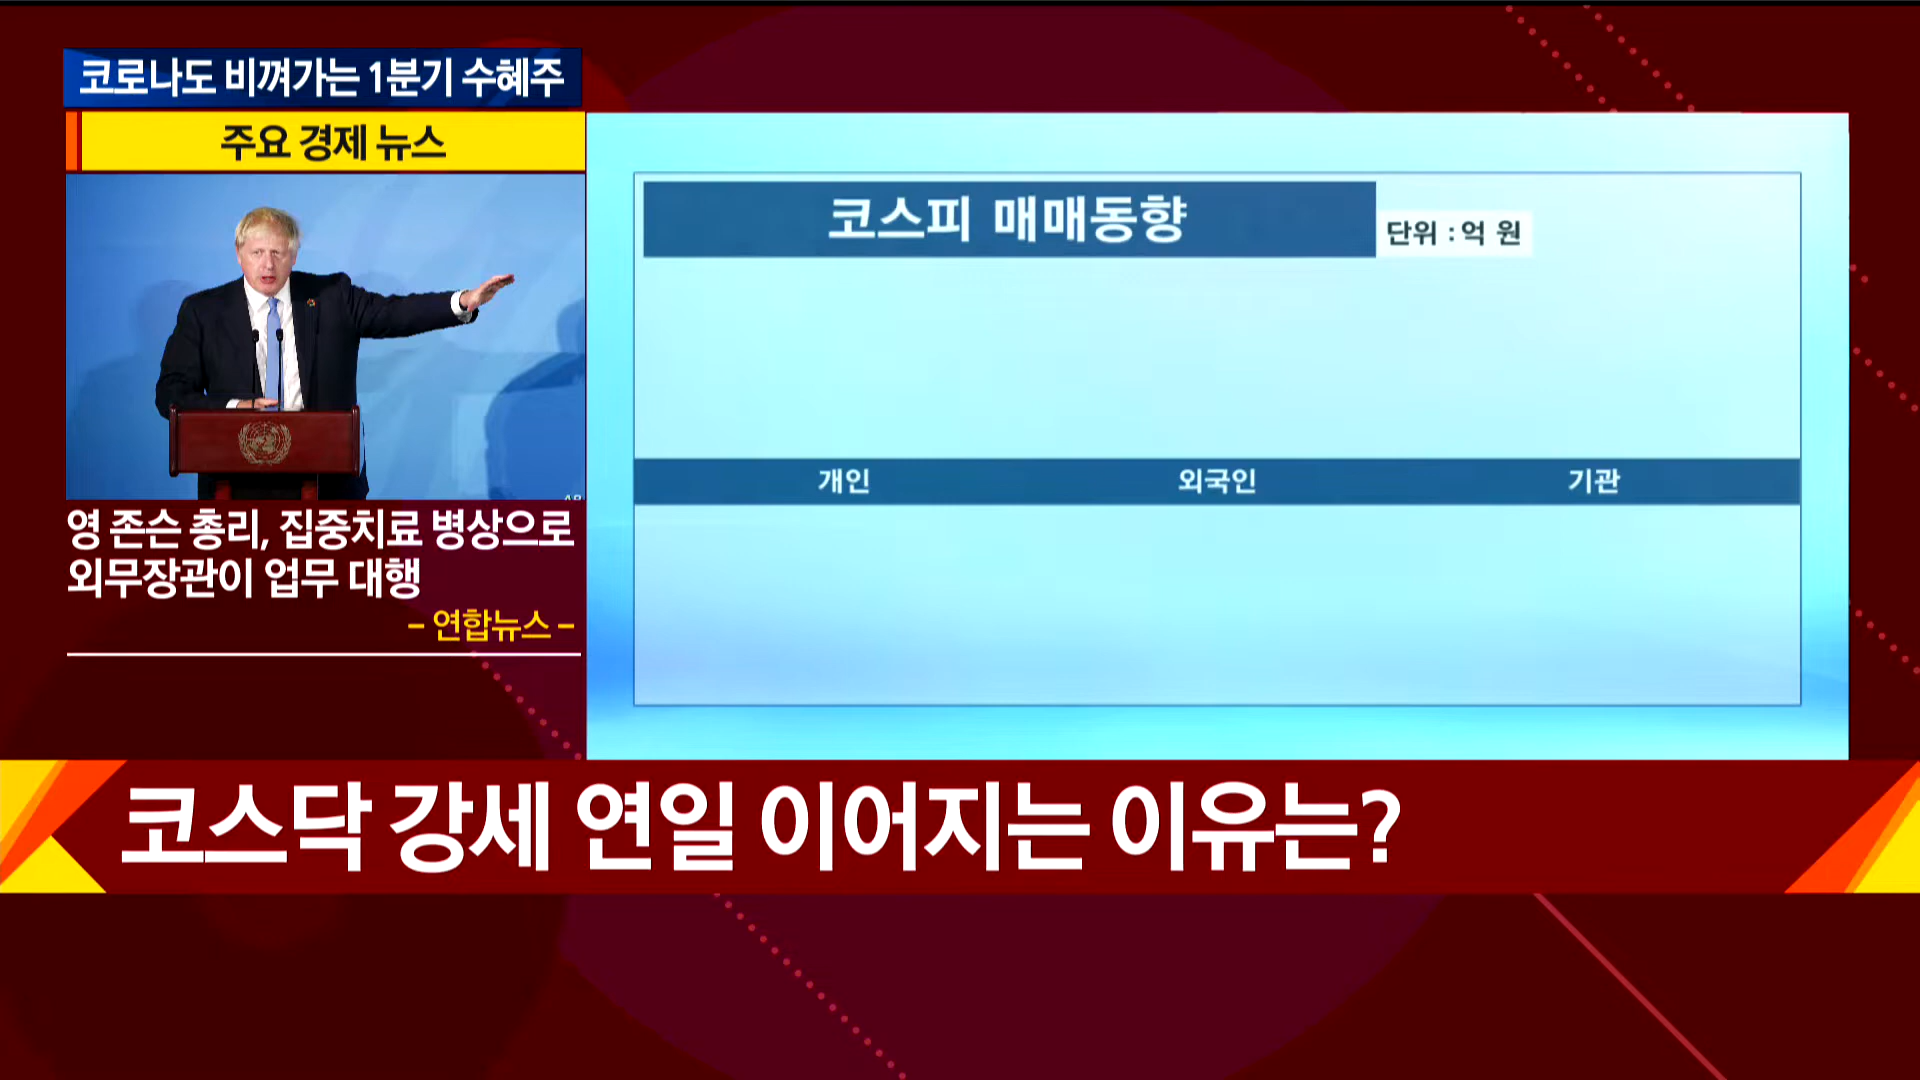 코로나도 비껴가는 1분기 수혜주
주요 경제 뉴스
영 존슨 총리, 집중치료 병상으로
외무장관이 업무 대행
- 연합뉴스 -
코스피 매매동향
단위 : 억 원
개인 외국인 기관
코스닥 강세 연일 이어지는 이유는?